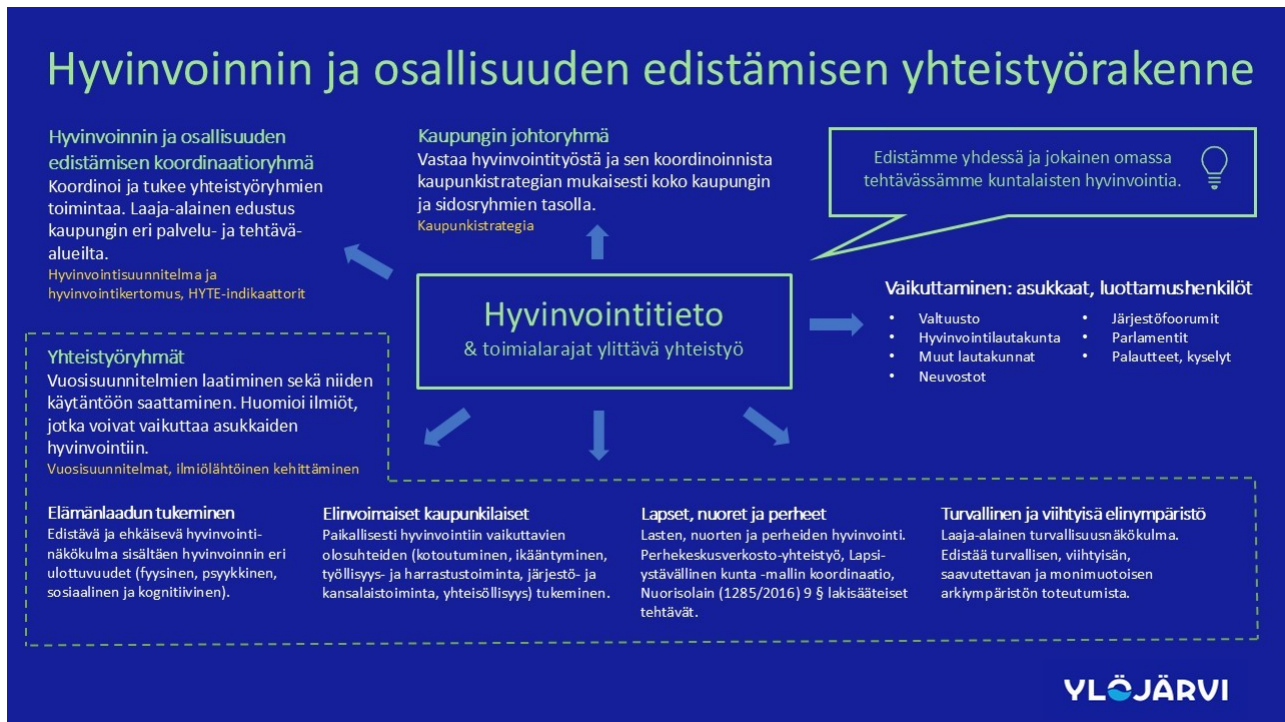 Hyvinvoinnin ja osallisuuden edistämisen yhteistyörakenne
Hyvinvoinnin ja osallisuuden
edistämisen koordinaatioryhmä
Koordinoi ja tukee yhteistyöryhmien
toimintaa. Laaja-alainen edustus
kaupungin eri palvelu- ja tehtävä-
alueilta.
Hyvinvointisuunnitelma ja
hyvinvointikertomus, HYTE-indikaattorit
Kaupungin johtoryhmä
Vastaa hyvinvointityöstä ja sen koordinoinnista
kaupunkistrategian mukaisesti koko kaupungin
ja sidosryhmien tasolla.
Kaupunkistrategia
Edistämme yhdessä ja jokainen omassa
tehtävässämme kuntalaisten hyvinvointia.
Hyvinvointitieto
& toimialarajat ylittävä yhteistyö
Vaikuttaminen: asukkaat, luottamushenkilöt
• Valtuusto
• Hyvinvointilautakunta
• Muut lautakunnat
• Neuvostot
• Järjestöfoorumit
• Parlamentit
• Palautteet, kyselyt
Yhteistyöryhmät
Vuosisuunnitelmien laatiminen sekä niiden
käytäntöön saattaminen. Huomioi ilmiöt,
jotka voivat vaikuttaa asukkaiden
hyvinvointiin.
Vuosisuunnitelmat, ilmiölähtöinen kehittäminen
Elämänlaadun tukeminen
Edistävä ja ehkäisevä hyvinvointi-
näkökulma sisältäen hyvinvoinnin eri
ulottuvuudet (fyysinen, psyykkinen,
sosiaalinen ja kognitiivinen).
Elinvoimaiset kaupunkilaiset
Paikallisesti hyvinvointiin vaikuttavien
olosuhteiden (kotoutuminen, ikääntyminen,
työllisyys- ja harrastustoiminta, järjestö- ja
kansalaistoiminta, yhteisöllisyys) tukeminen.
Lapset, nuoret ja perheet
Lasten, nuorten ja perheiden hyvinvointi.
Perhekeskusverkosto-yhteistyö, Lapsi-
ystävällinen kunta -mallin koordinaatio,
Nuorisolain (1285/2016) 9 § lakisääteiset
tehtävät.
Turvallinen ja viihtyisä elinympäristö
Laaja-alainen turvallisuusnäkökulma.
Edistää turvallisen, viihtyisän,
saavutettavan ja monimuotoisen
arkiympäristön toteutumista.
YLÖJÄRVI